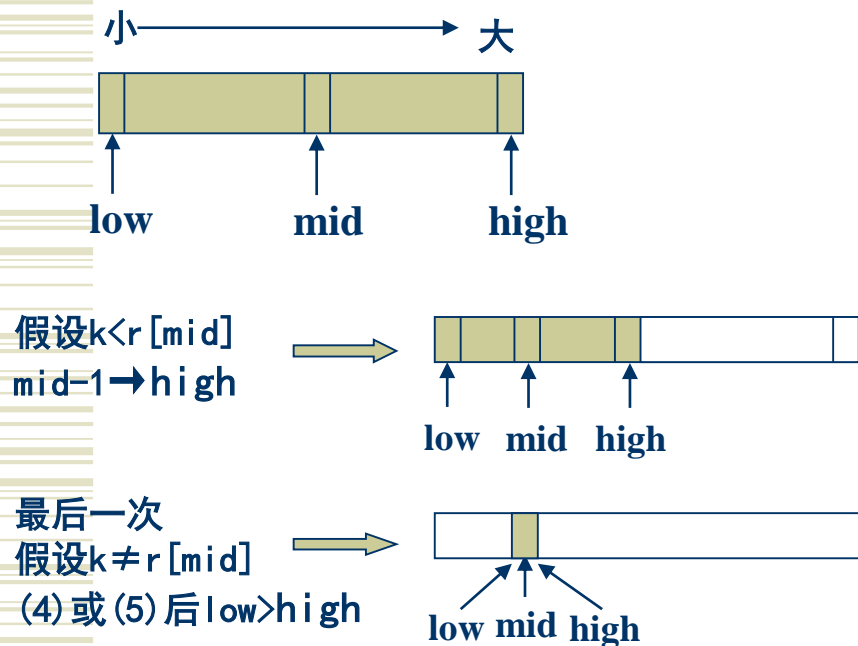 小 大
low mid high
假设k<r[mid]
mid-1→high
low mid high
最后一次
假设k≠r[mid]
(4)或(5)后low>high
low mid high